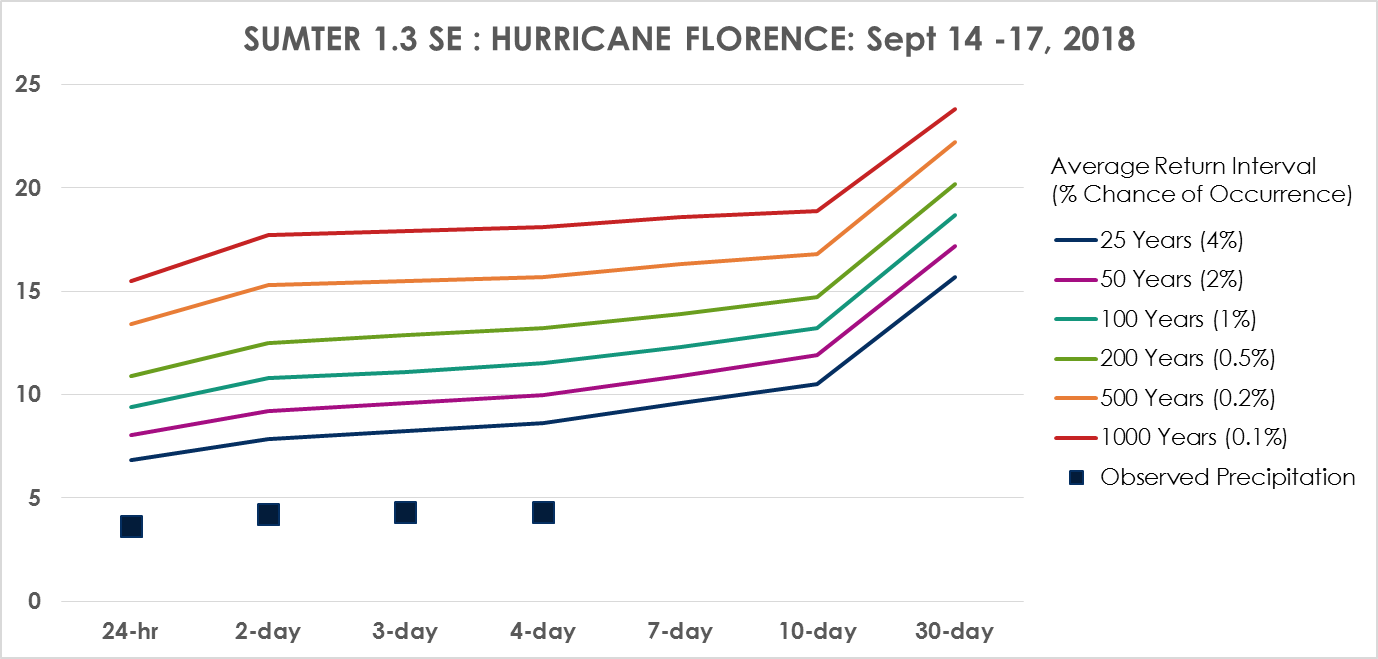 SUMTER 1.3 SE : HURRICANE FLORENCE: Sept 14 -17, 2018
25
20
15
10
5
0
24-hr
2-day
3-day
4-day
7-day
10-day
30-day
Average Return Interval
(% Chance of Occurrence)
25 Years (4%)
50 Years (2%)
100 Years (1%)
200 Years (0.5%)
500 Years (0.2%)
1000 Years (0.1%)
Observed Precipitation